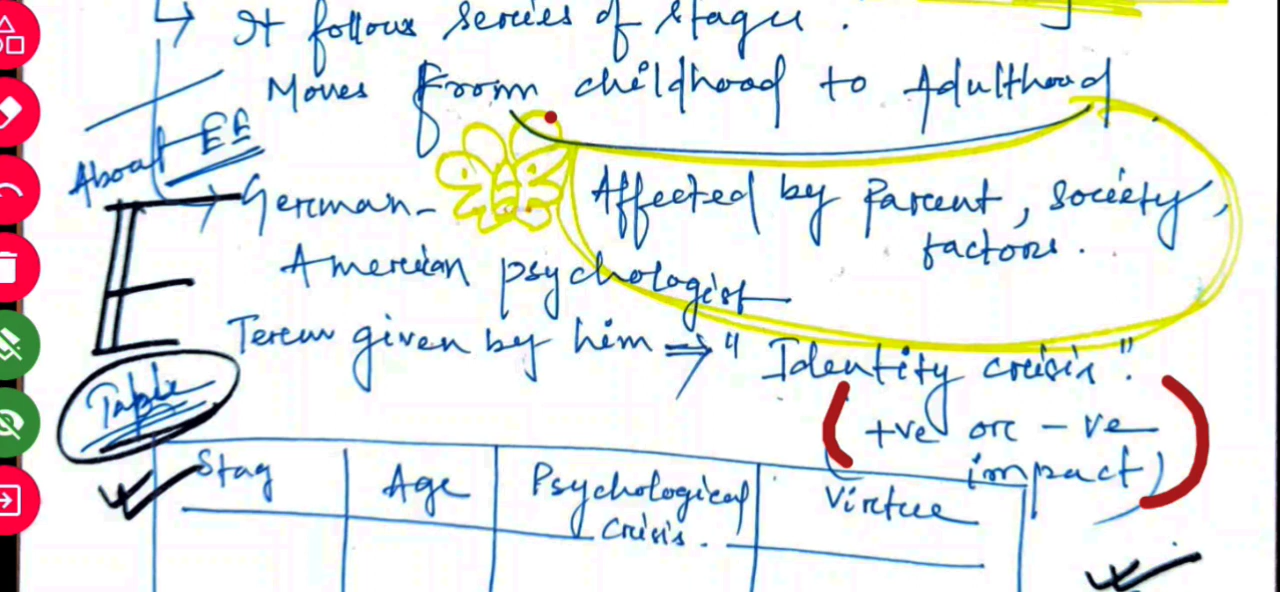 It follows series of stages.
Moves from childhood to Adulthood
About EE
Affected by Parent, society,
factors.
German-
American psychologist
Term given by him ⇒ " Identity crisis".
(+ve or -ve
impact)
E
Table
Stag
Age
Psychological
Crisis.
Virtue